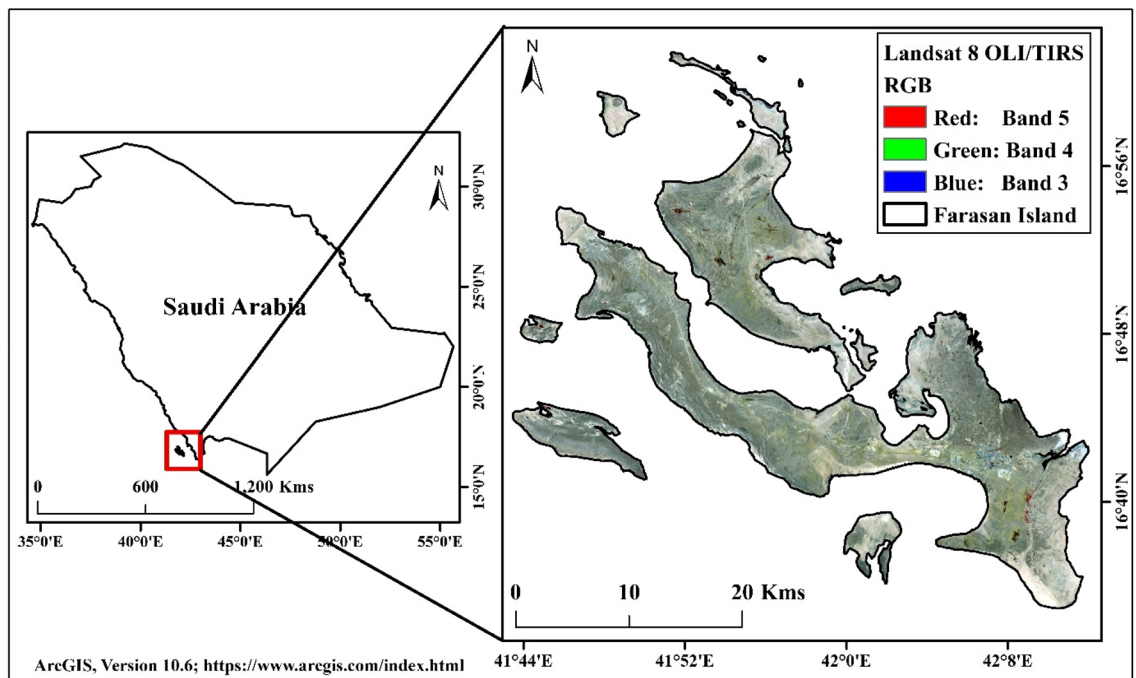 N
30°0'N
25°0'N
Saudi Arabia
20°0'N
15°0'N
0 600 1,200 Kms
35°0'E 40°0'E 45°0'E 50°0'E 55°0'E
ArcGIS, Version 10.6; https://www.arcgis.com/index.html
N
Landsat 8 OLI/TIRS
RGB
Red: Band 5
Green: Band 4
Blue: Band 3
Farasan Island
16°56'N
16°48'N
16°40'N
0 10 20 Kms
41°44'E 41°52'E 42°0'E 42°8'E